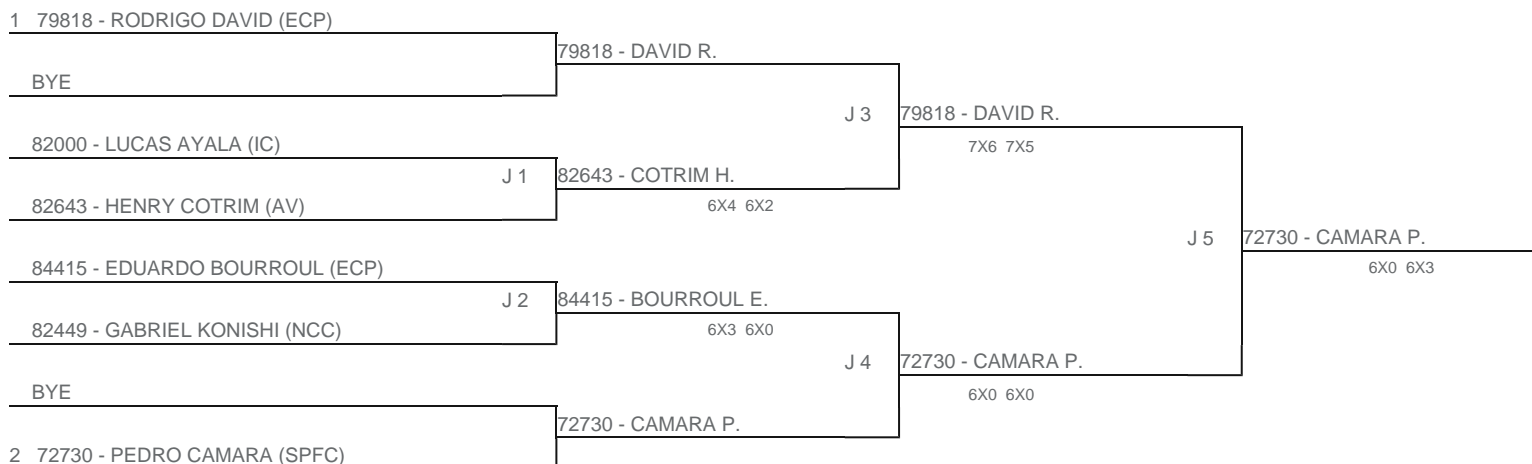 1 79818 - RODRIGO DAVID (ECP)
79818 - DAVID R.
BYE
J 3
79818 - DAVID R.
7X6 7X5
82000 - LUCAS AYALA (IC)
J 1
82643 - COTRIM H.
6X4 6X2
82643 - HENRY COTRIM (AV)
J 5
72730 - CAMARA P.
6X0 6X3
84415 - EDUARDO BOURROUL (ECP)
J 2
84415 - BOURROUL E.
6X3 6X0
82449 - GABRIEL KONISHI (NCC)
J 4
72730 - CAMARA P.
6X0 6X0
BYE
72730 - CAMARA P.
2 72730 - PEDRO CAMARA (SPFC)